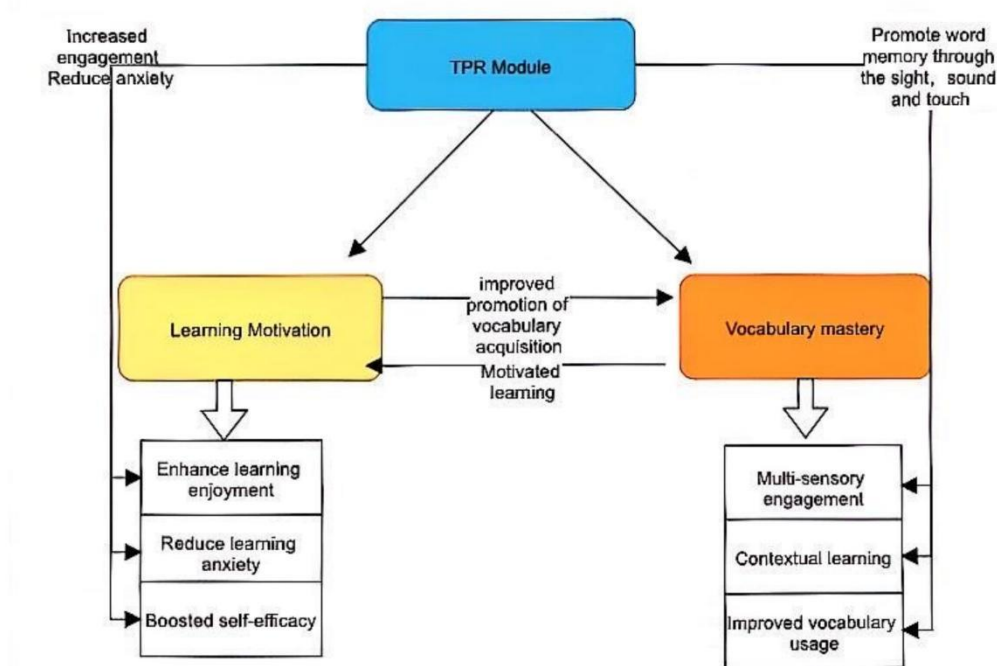 Increased
engagement
Reduce anxiety
TPR Module
Promote word
memory through
the sight, sound
and touch
Learning Motivation
improved
promotion of
vocabulary
acquisition
Motivated
learning
Vocabulary mastery
Enhance learning
enjoyment
Reduce learning
anxiety
Boosted self-efficacy
Multi-sensory
engagement
Contextual learning
Improved vocabulary
usage